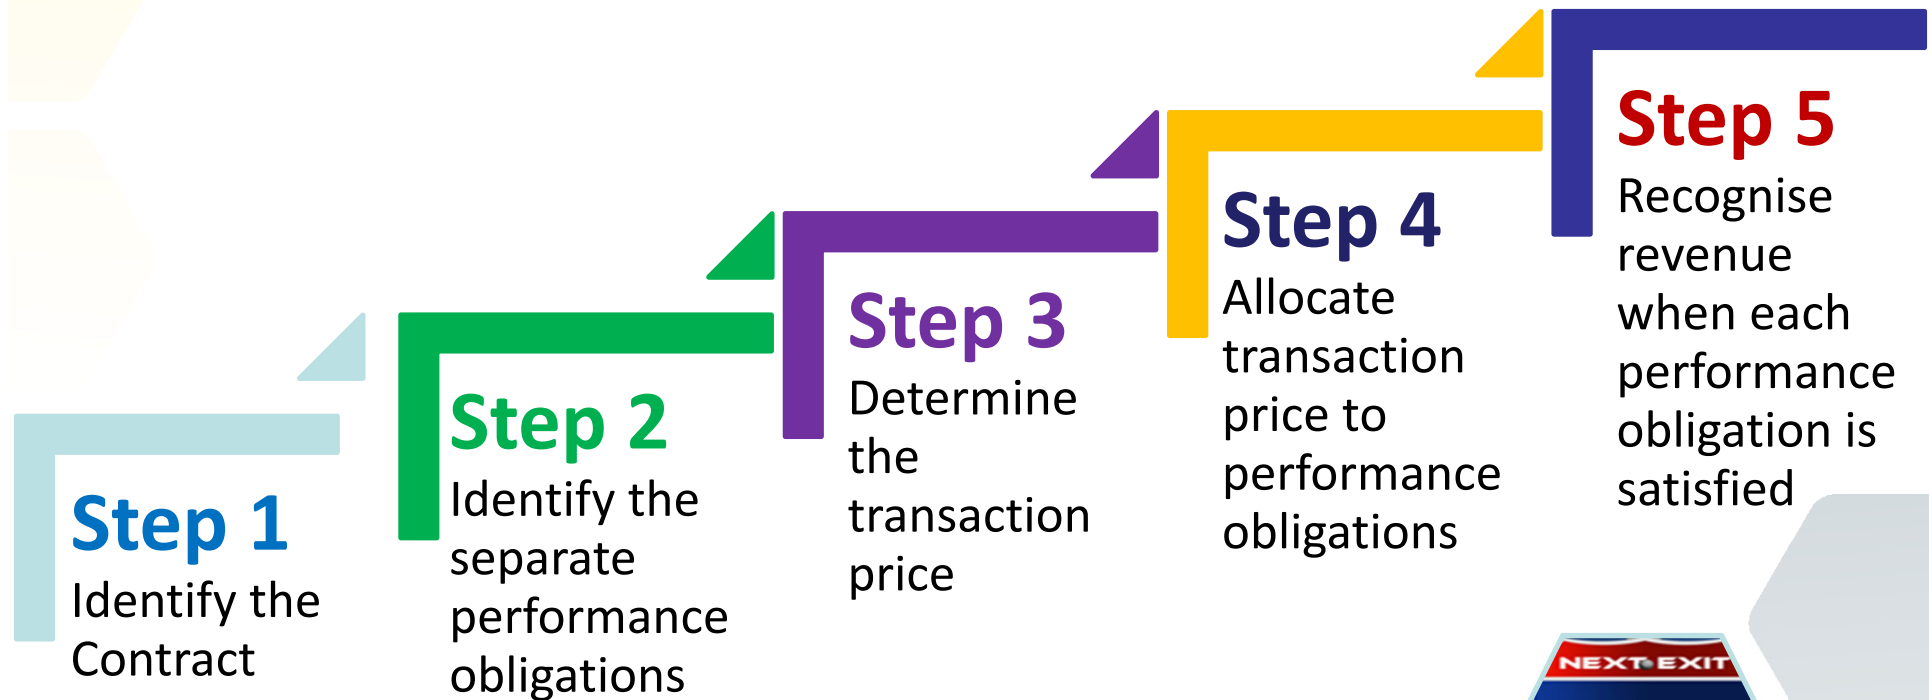 Step 1
Identify the
Contract
Step 2
Identify the
separate
performance
obligations
Step 3
Determine
the
transaction
price
Step 4
Allocate
transaction
price to
performance
obligations
Step 5
Recognise
revenue
when each
performance
obligation is
satisfied
NEXT EXIT